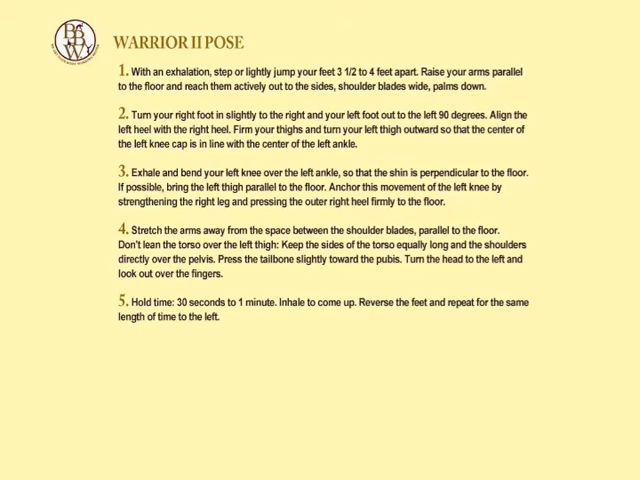 BBW
WARRIOR II POSE
1. With an exhalation, step or lightly jump your feet 3 1/2 to 4 feet apart. Raise your arms parallel
to the floor and reach them actively out to the sides, shoulder blades wide, palms down.
2. Turn your right foot in slightly to the right and your left foot out to the left 90 degrees. Align the
left heel with the right heel. Firm your thighs and turn your left thigh outward so that the center of
the left knee cap is in line with the center of the left ankle.
3. Exhale and bend your left knee over the left ankle, so that the shin is perpendicular to the floor.
If possible, bring the left thigh parallel to the floor. Anchor this movement of the left knee by
strengthening the right leg and pressing the outer right heel firmly to the floor.
4. Stretch the arms away from the space between the shoulder blades, parallel to the floor.
Don't lean the torso over the left thigh: Keep the sides of the torso equally long and the shoulders
directly over the pelvis. Press the tailbone slightly toward the pubis. Turn the head to the left and
look out over the fingers.
5. Hold time: 30 seconds to 1 minute. Inhale to come up. Reverse the feet and repeat for the same
length of time to the left.